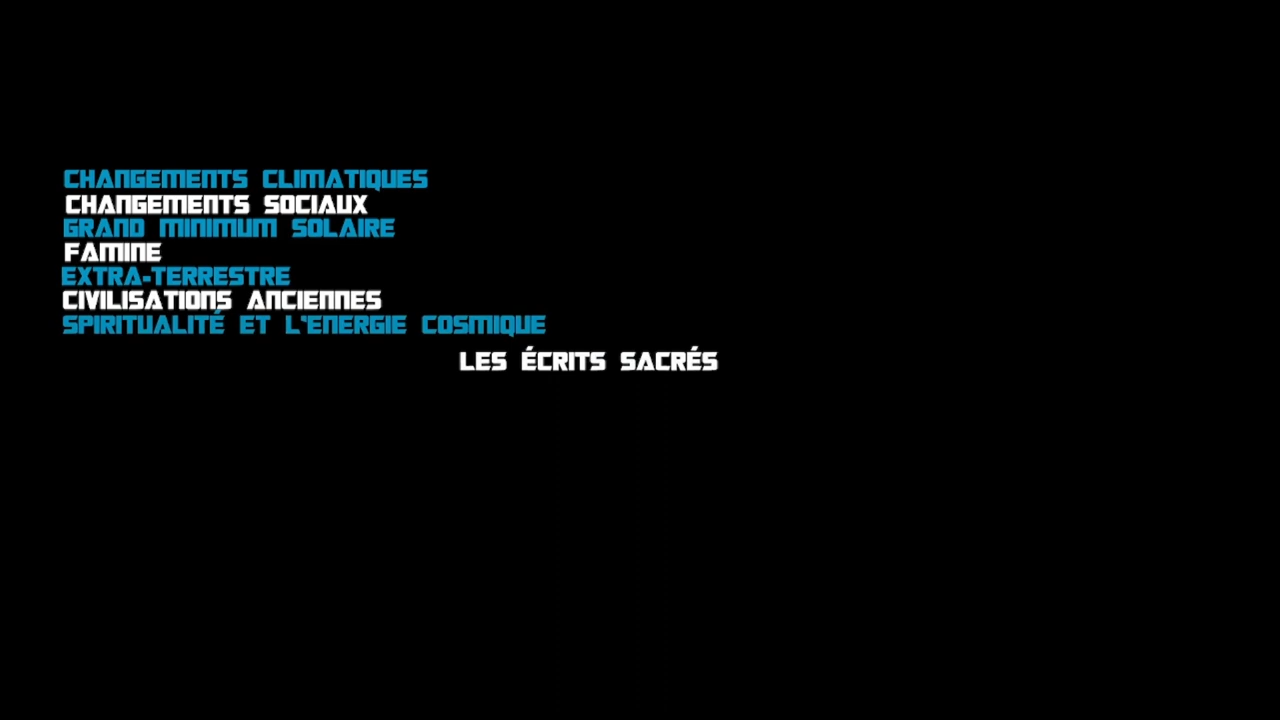 CHANGEMENTS CLIMATIQUES
CHANGEMENTS SOCIAUX
GRAND MINIMUM SOLAIRE
FAMINE
EXTRA-TERRESTRE
CIVILISATIONS ANCIENNES
SPIRITUALITÉ ET L'ENERGIE COSMIQUE
LES ÉCRITS SACRÉS